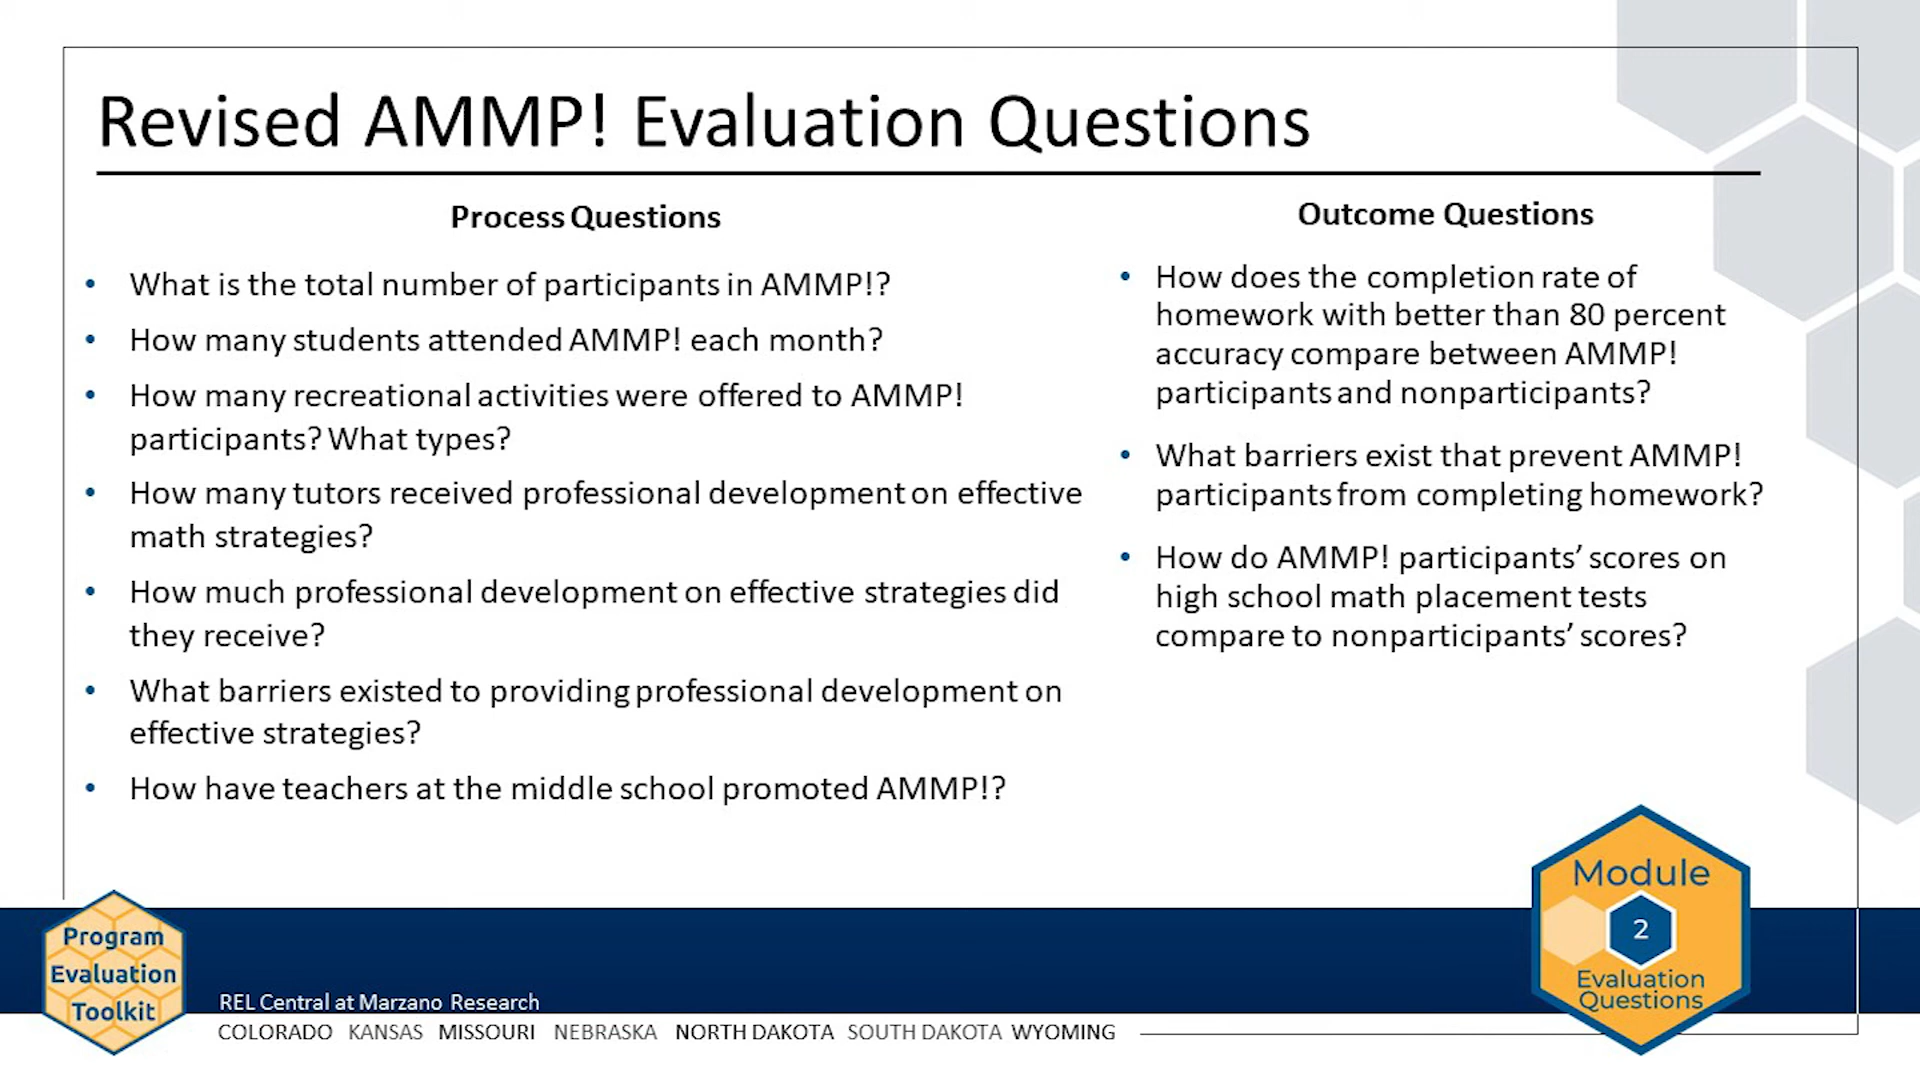 Revised AMMP! Evaluation Questions
Process Questions
• What is the total number of participants in AMMP!?
• How many students attended AMMP! each month?
• How many recreational activities were offered to AMMP!
participants? What types?
• How many tutors received professional development on effective
math strategies?
• How much professional development on effective strategies did
they receive?
• What barriers existed to providing professional development on
effective strategies?
• How have teachers at the middle school promoted AMMP!?
Outcome Questions
• How does the completion rate of
homework with better than 80 percent
accuracy compare between AMMP!
participants and nonparticipants?
• What barriers exist that prevent AMMP!
participants from completing homework?
• How do AMMP! participants’ scores on
high school math placement tests
compare to nonparticipants’ scores?
Program
Evaluation
Toolkit
REL Central at Marzano Research
COLORADO KANSAS MISSOURI NEBRASKA NORTH DAKOTA SOUTH DAKOTA WYOMING
Module
2
Evaluation
Questions